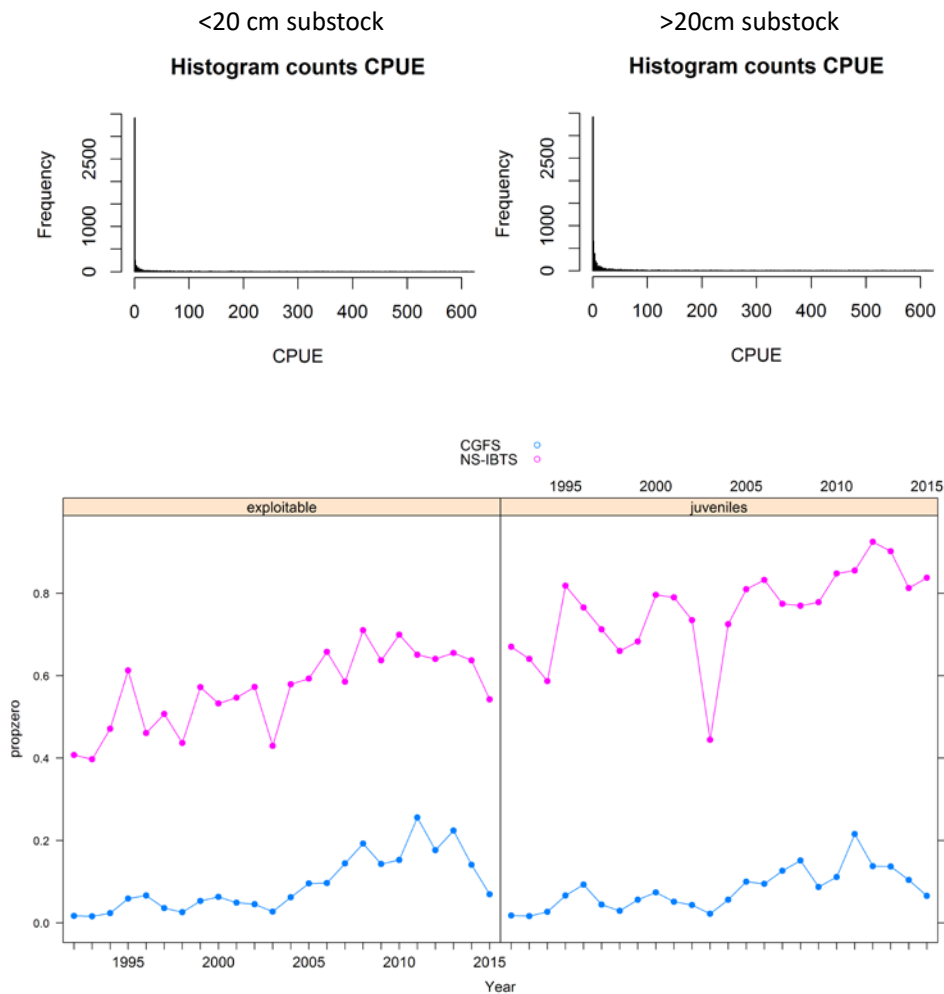 <20 cm substock
>20cm substock
Histogram counts CPUE
Histogram counts CPUE
Frequency
0
1000
2500
0 100 200 300 400 500 600
CPUE
Frequency
0
1000
2500
0 100 200 300 400 500 600
CPUE
CGFS
NS-IBTS
1995 2000 2005 2010 2015
exploitable
juveniles
propzero
0.8
0.6
0.4
0.2
0.0
1995 2000 2005 2010 2015
Year